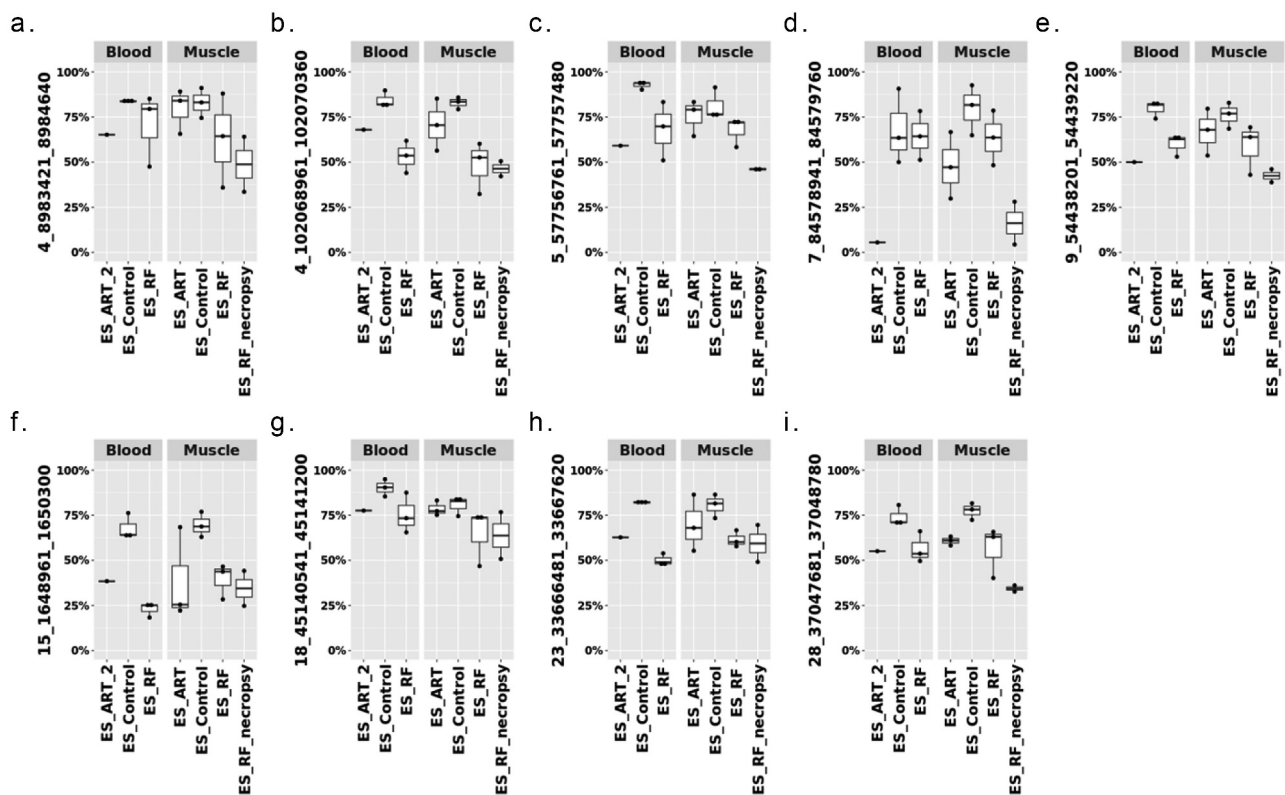 a.
Blood Muscle
4_8983421_8984640
100%
75%
50%
25%
0%
ES_ART_2
ES_Control
ES_RF
ES_ART
ES_Control
ES_RF
ES_RF_necropsy
b.
Blood Muscle
4_102068961_102070360
100%
75%
50%
25%
0%
ES_ART_2
ES_Control
ES_RF
ES_ART
ES_Control
ES_RF
ES_RF_necropsy
c.
Blood Muscle
5_57756761_57757480
100%
75%
50%
25%
0%
ES_ART_2
ES_Control
ES_RF
ES_ART
ES_Control
ES_RF
ES_RF_necropsy
d.
Blood Muscle
7_84578941_84579760
100%
75%
50%
25%
0%
ES_ART_2
ES_Control
ES_RF
ES_ART
ES_Control
ES_RF
ES_RF_necropsy
e.
Blood Muscle
9_54438201_54439220
100%
75%
50%
25%
0%
ES_ART_2
ES_Control
ES_RF
ES_ART
ES_Control
ES_RF
ES_RF_necropsy
f.
Blood Muscle
15_1648961_1650300
100%
75%
50%
25%
0%
ES_ART_2
ES_Control
ES_RF
ES_ART
ES_Control
ES_RF
ES_RF_necropsy
g.
Blood Muscle
18_45140541_45141200
100%
75%
50%
25%
0%
ES_ART_2
ES_Control
ES_RF
ES_ART
ES_Control
ES_RF
ES_RF_necropsy
h.
Blood Muscle
23_33666481_33667620
100%
75%
50%
25%
0%
ES_ART_2
ES_Control
ES_RF
ES_ART
ES_Control
ES_RF
ES_RF_necropsy
i.
Blood Muscle
28_37047681_37048780
100%
75%
50%
25%
0%
ES_ART_2
ES_Control
ES_RF
ES_ART
ES_Control
ES_RF
ES_RF_necropsy